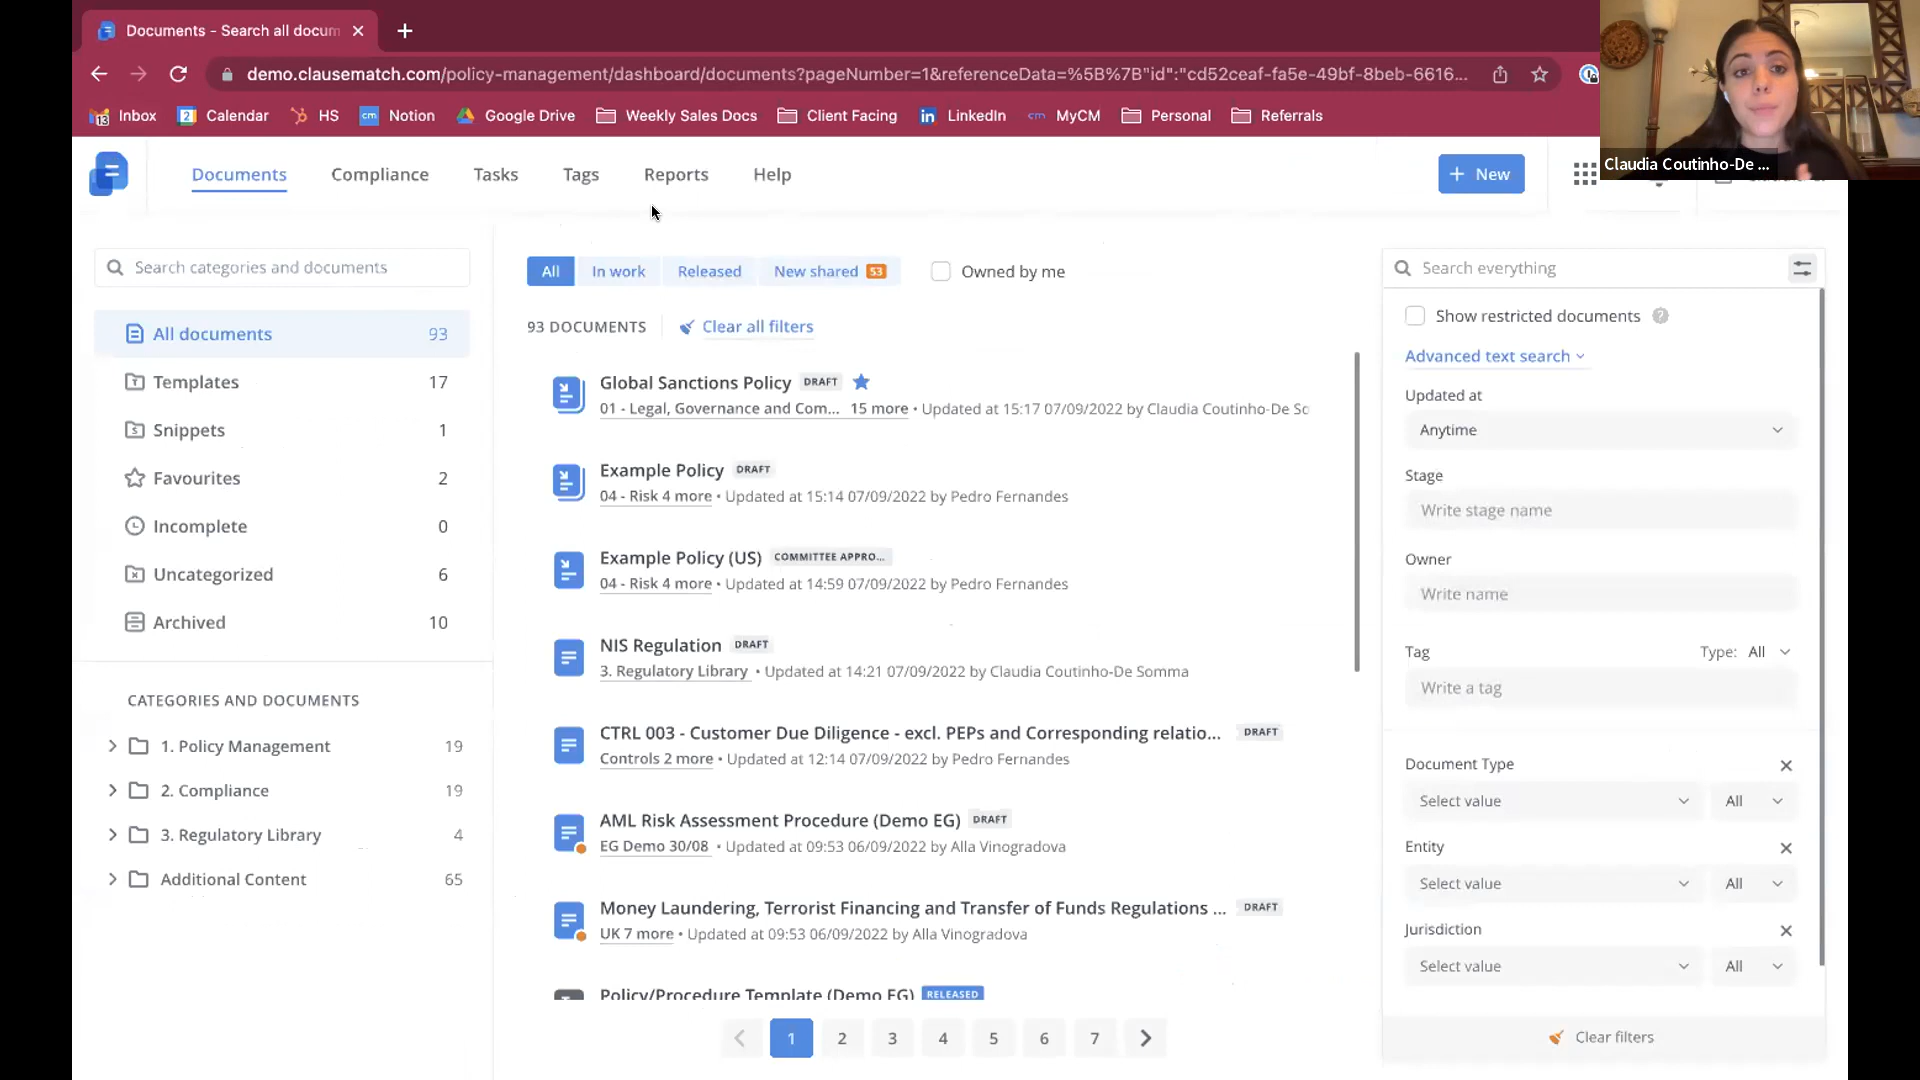 Documents - Search all docum
demo.clausematch.com/policy-management/dashboard/documents?pageNumber=1&referenceData=%5B%7B"id":"cd52ceaf-fa5e-49bf-8beb-6616...
13 Inbox
2 Calendar
HS
cm Notion
Google Drive
Weekly Sales Docs
Client Facing
in LinkedIn
cm MyCM
Personal
Referrals
Claudia Coutinho-De ...
Documents
Compliance
Tasks
Tags
Reports
Help
+ New
Search categories and documents
All documents 93
Templates 17
Snippets 1
Favourites 2
Incomplete 0
Uncategorized 6
Archived 10
CATEGORIES AND DOCUMENTS
1. Policy Management 19
2. Compliance 19
3. Regulatory Library 4
Additional Content 65
All
In work
Released
New shared 53
Owned by me
93 DOCUMENTS
Clear all filters
Global Sanctions Policy DRAFT
01 - Legal, Governance and Com... 15 more • Updated at 15:17 07/09/2022 by Claudia Coutinho-De So
Example Policy DRAFT
04 - Risk 4 more • Updated at 15:14 07/09/2022 by Pedro Fernandes
Example Policy (US) COMMITTEE APPRO...
04 - Risk 4 more • Updated at 14:59 07/09/2022 by Pedro Fernandes
NIS Regulation DRAFT
3. Regulatory Library • Updated at 14:21 07/09/2022 by Claudia Coutinho-De Somma
CTRL 003 - Customer Due Diligence - excl. PEPs and Corresponding relatio... DRAFT
Controls 2 more • Updated at 12:14 07/09/2022 by Pedro Fernandes
AML Risk Assessment Procedure (Demo EG) DRAFT
EG Demo 30/08 • Updated at 09:53 06/09/2022 by Alla Vinogradova
Money Laundering, Terrorist Financing and Transfer of Funds Regulations ... DRAFT
UK 7 more • Updated at 09:53 06/09/2022 by Alla Vinogradova
Policy/Procedure Template (Demo EG) RELEASED
1 2 3 4 5 6 7
Search everything
Show restricted documents ?
Advanced text search
Updated at
Anytime
Stage
Write stage name
Owner
Write name
Tag Type: All
Write a tag
Document Type
Select value All
Entity
Select value All
Jurisdiction
Select value All
Clear filters